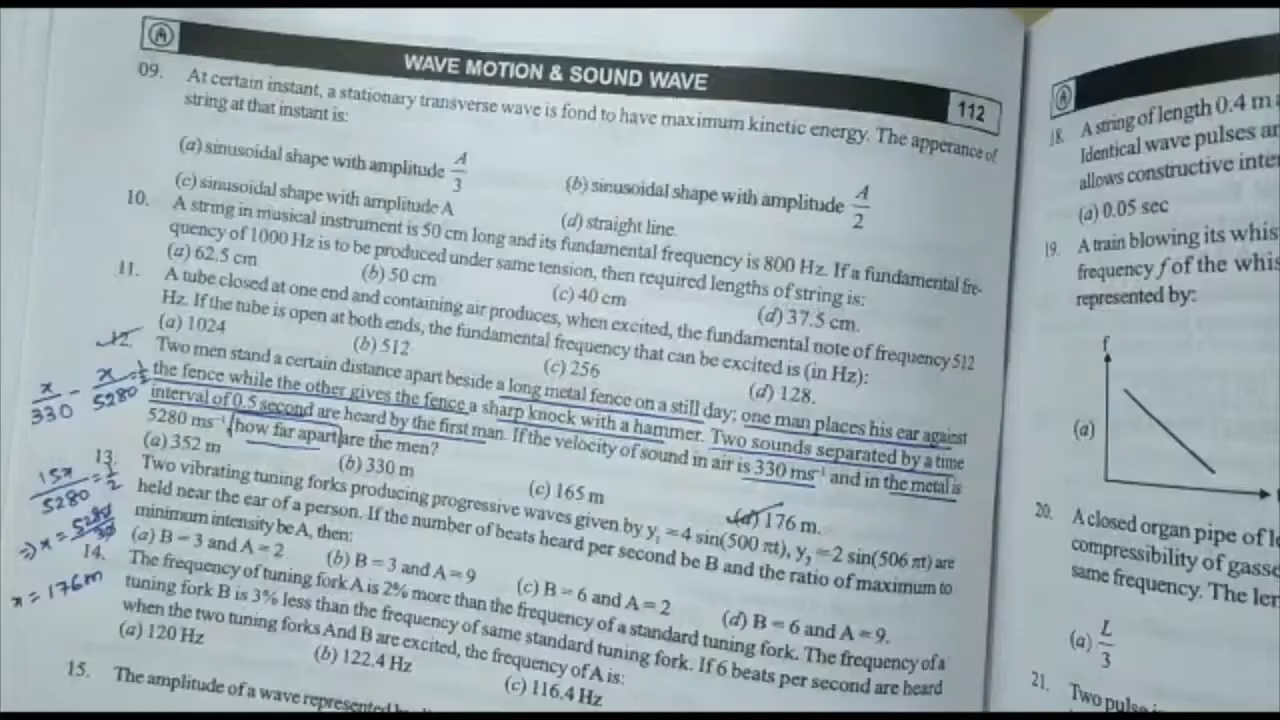 WAVE MOTION & SOUND WAVE
112
09. At certain instant, a stationary transverse wave is fond to have maximum kinetic energy. The apperance of
string at that instant is:
(a) sinusoidal shape with amplitude A/3
(b) sinusoidal shape with amplitude A/2
(c) sinusoidal shape with amplitude A
(d) straight line.
10. A string in musical instrument is 50 cm long and its fundamental frequency is 800 Hz. If a fundamental fre-
quency of 1000 Hz is to be produced under same tension, then required lengths of string is:
(a) 62.5 cm (b) 50 cm (c) 40 cm (d) 37.5 cm.
11. A tube closed at one end and containing air produces, when excited, the fundamental note of frequency 512
Hz. If the tube is open at both ends, the fundamental frequency that can be excited is (in Hz):
(a) 1024 (b) 512 (c) 256 (d) 128.
12. Two men stand a certain distance apart beside a long metal fence on a still day; one man places his ear against
the fence while the other gives the fence a sharp knock with a hammer. Two sounds separated by a time
interval of 0.5 second are heard by the first man. If the velocity of sound in air is 330 ms⁻¹ and in the metal is
5280 ms⁻¹ how far apart are the men?
(a) 352 m (b) 330 m (c) 165 m (d) 176 m.
x/330 - x/5280 = 1/2
15x/5280 = 1/2
⇒ x = 5280/30
x = 176m
13. Two vibrating tuning forks producing progressive waves given by y₁ = 4 sin(500 πt), y₂ = 2 sin(506 πt) are
held near the ear of a person. If the number of beats heard per second be B and the ratio of maximum to
minimum intensity be A, then:
(a) B = 3 and A = 2 (b) B = 3 and A = 9 (c) B = 6 and A = 2 (d) B = 6 and A = 9.
14. The frequency of tuning fork A is 2% more than the frequency of a standard tuning fork. The frequency of a
tuning fork B is 3% less than the frequency of same standard tuning fork. If 6 beats per second are heard
when the two tuning forks And B are excited, the frequency of A is:
(a) 120 Hz (b) 122.4 Hz (c) 116.4 Hz
15. The amplitude of a wave represented
18. A string of length 0.4 m
Identical wave pulses
allows constructive
(a) 0.05 sec
19. A train blowing its
frequency f of the
represented by:
f
(a)
20. A closed organ pipe of
compressibility of
same frequency. The
(a) L/3
21. Two